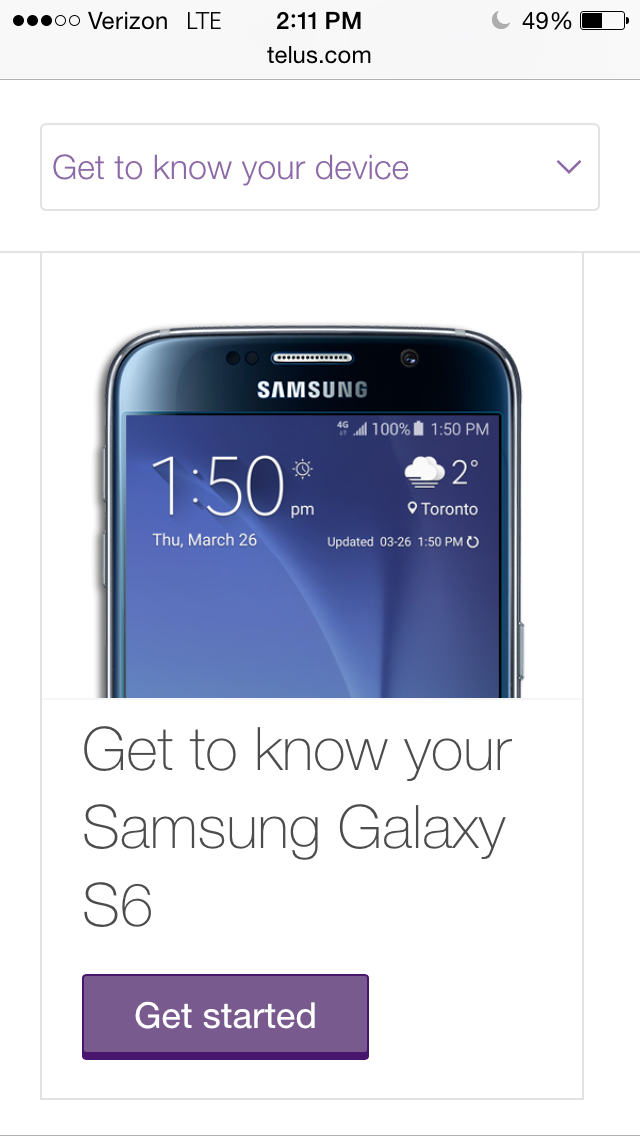 Verizon LTE 2:11 PM 49%
telus.com
Get to know your device
SAMSUNG
4G 100% 1:50 PM
1:50 pm 2°
Toronto
Thu, March 26 Updated 03-26 1:50 PM
Get to know your
Samsung Galaxy
S6
Get started